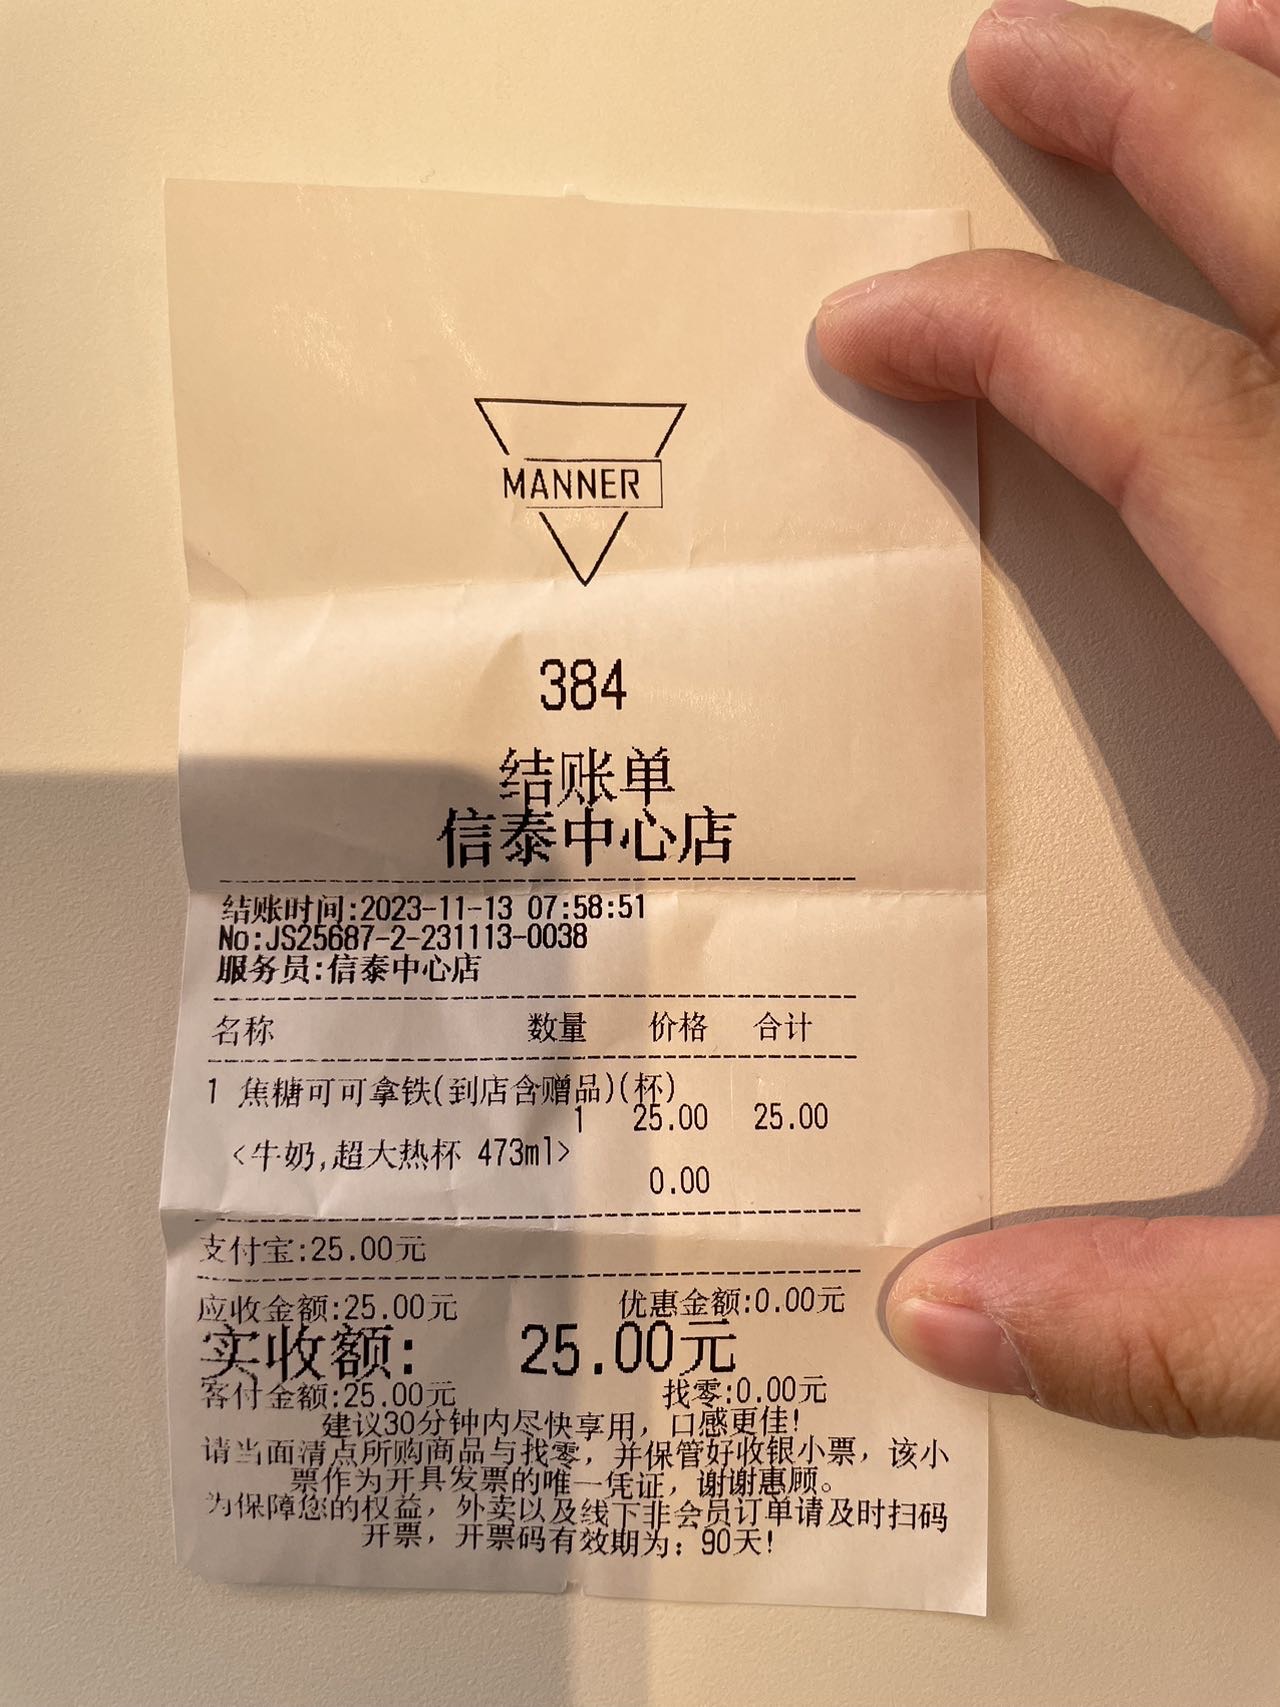 MANNER
384
结账单
信泰中心店
结账时间:2023-11-13 07:58:51
No:JS25687-2-231113-0038
服务员:信泰中心店
名称 数量 价格 合计
1 焦糖可可拿铁(到店含赠品)(杯)
1 25.00 25.00
<牛奶,超大热杯 473ml>
0.00
支付宝:25.00元
应收金额:25.00元 优惠金额:0.00元
实收额: 25.00元
客付金额:25.00元 找零:0.00元
建议30分钟内尽快享用，口感更佳!
请当面清点所购商品与找零，并保管好收银小票，该小
票作为开具发票的唯一凭证，谢谢惠顾。
为保障您的权益，外卖以及线下非会员订单请及时扫码
开票，开票码有效期为：90天!